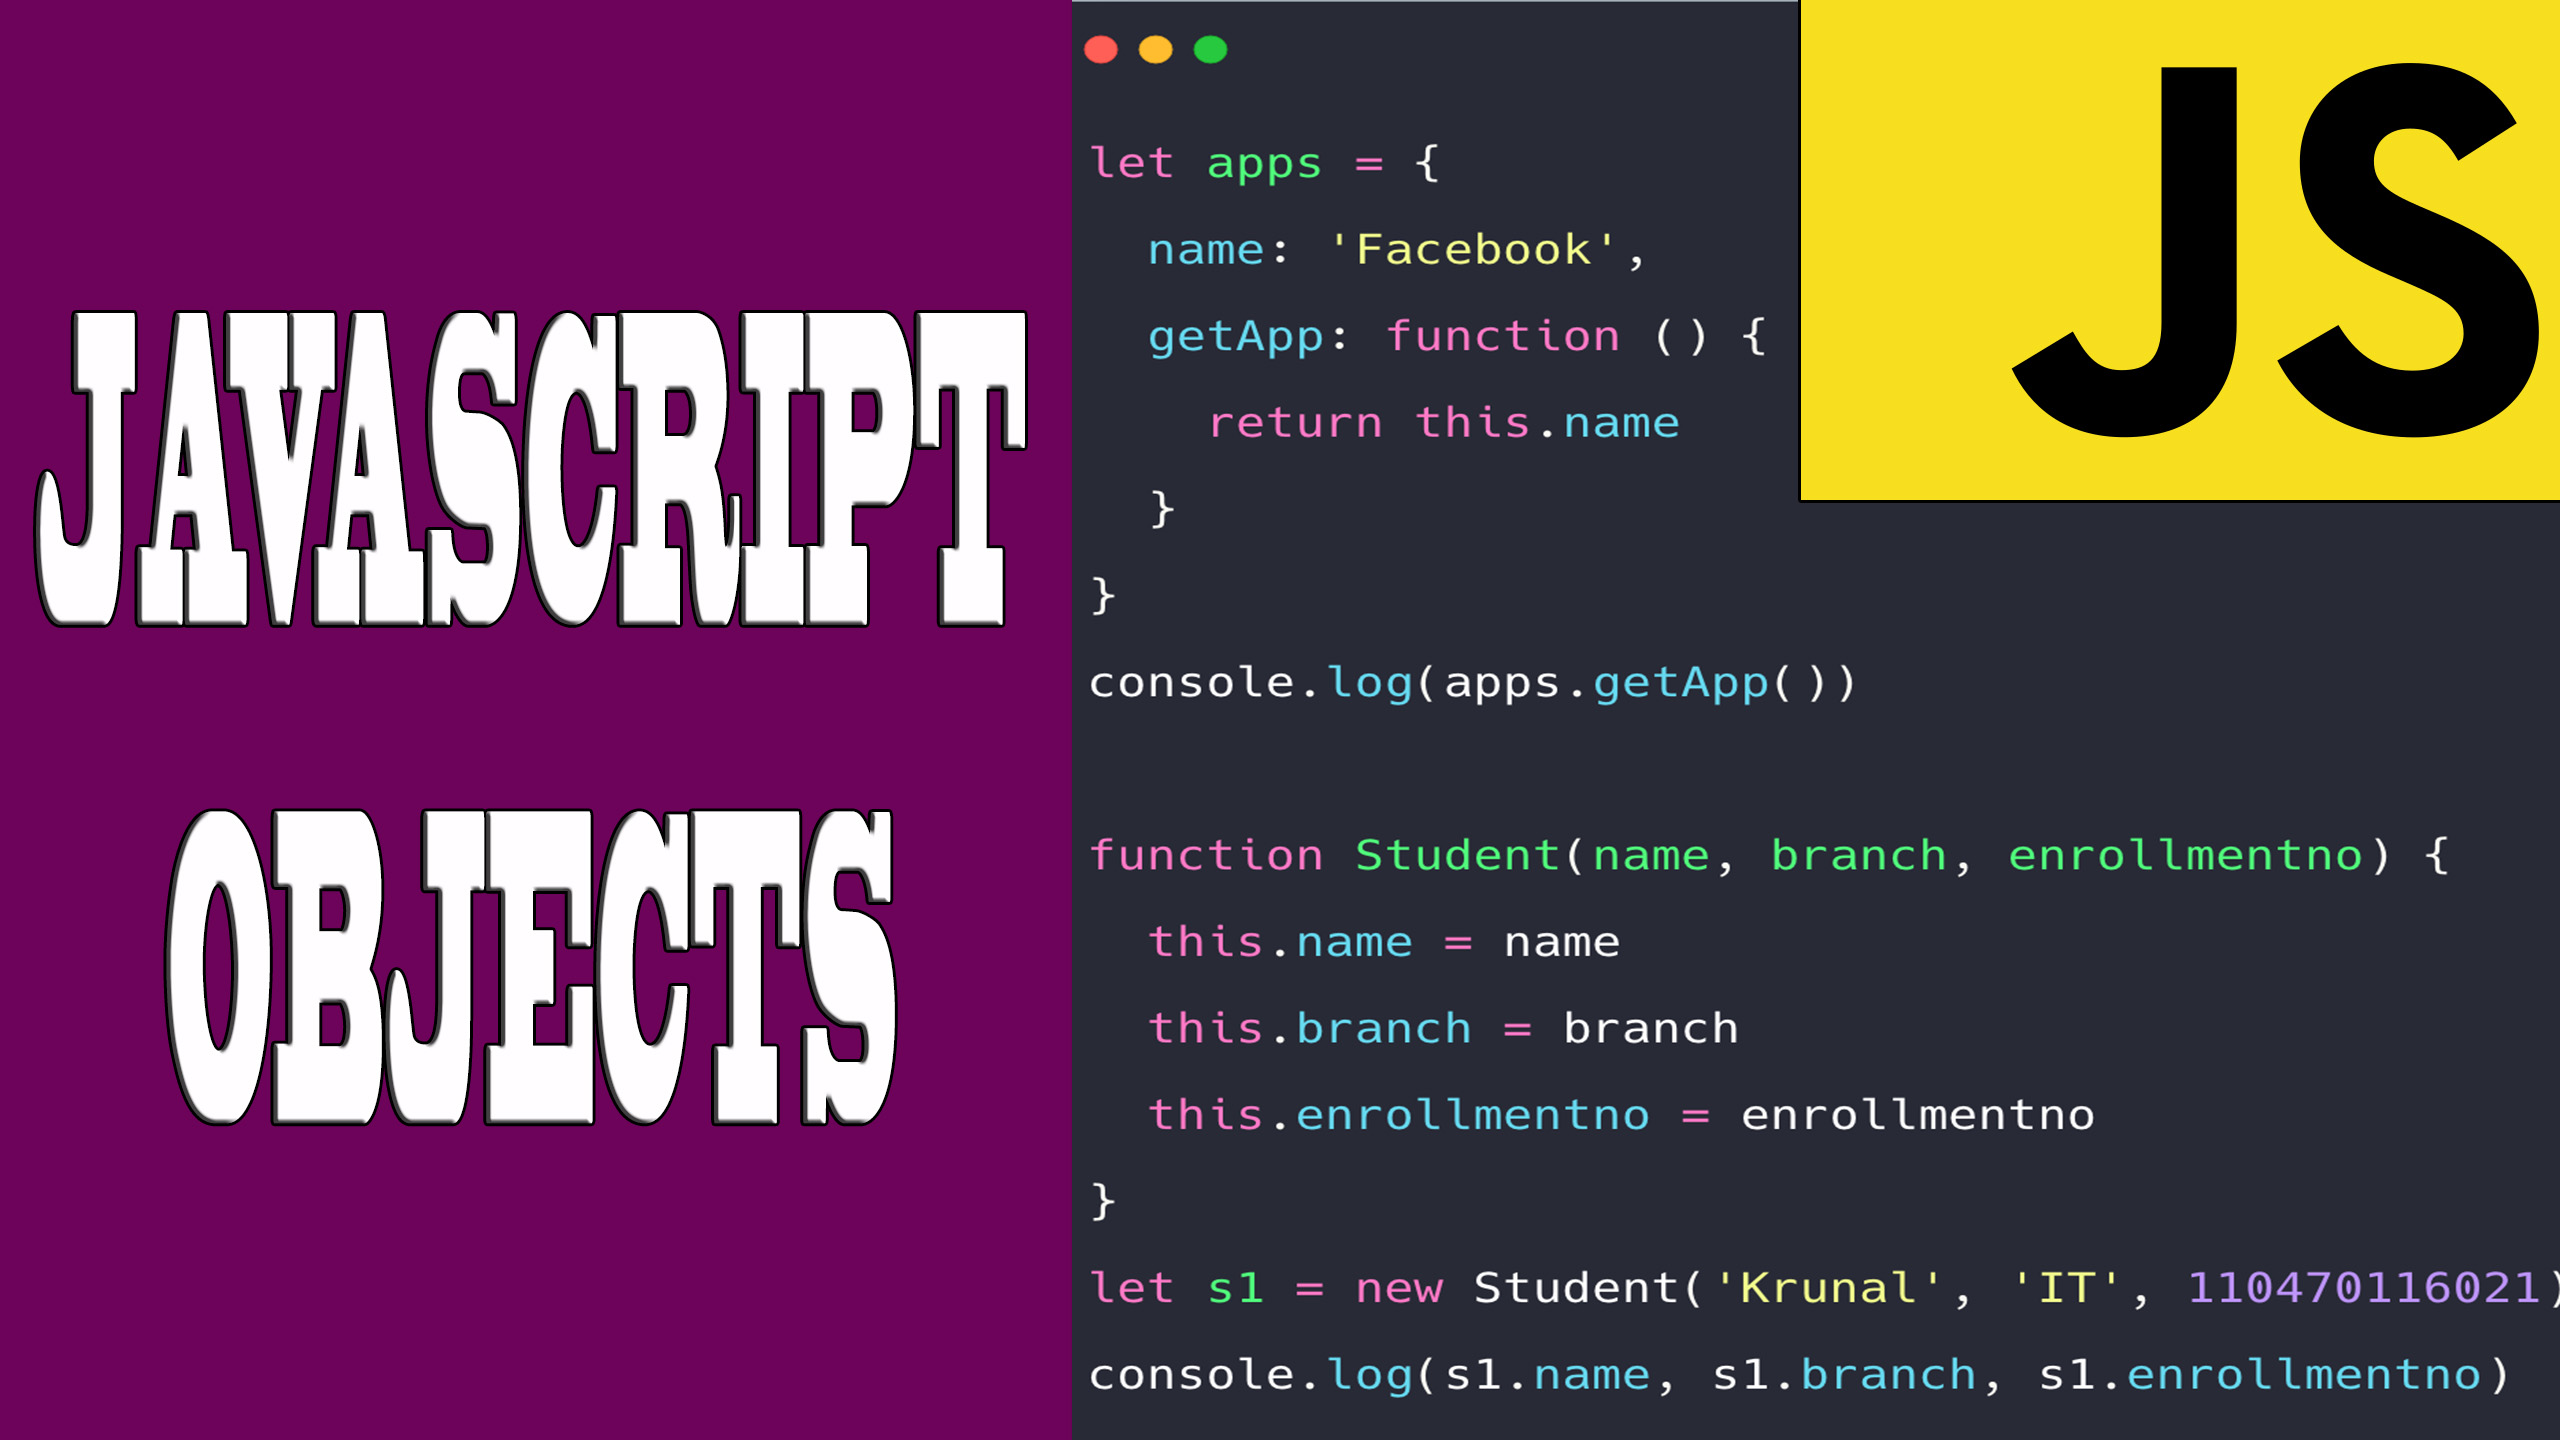 JAVASCRIPT
OBJECTS
JS
let apps = {
  name: 'Facebook',
  getApp: function () {
    return this.name
  }
}
console.log(apps.getApp())
function Student(name, branch, enrollmentno) {
  this.name = name
  this.branch = branch
  this.enrollmentno = enrollmentno
}
let s1 = new Student('Krunal', 'IT', 110470116021)
console.log(s1.name, s1.branch, s1.enrollmentno)